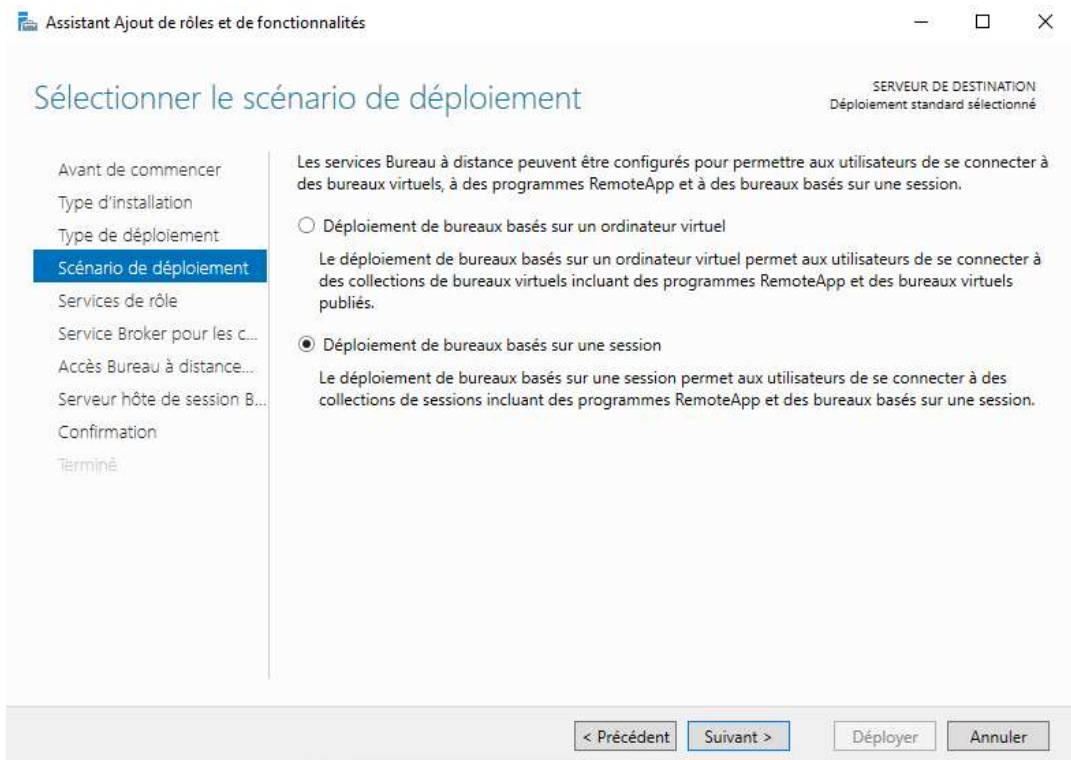 Assistant Ajout de rôles et de fonctionnalités
Sélectionner le scénario de déploiement
SERVEUR DE DESTINATION
Déploiement standard sélectionné
Avant de commencer
Type d'installation
Type de déploiement
Scénario de déploiement
Services de rôle
Service Broker pour les c...
Accès Bureau à distance...
Serveur hôte de session B...
Confirmation
Terminé
Les services Bureau à distance peuvent être configurés pour permettre aux utilisateurs de se connecter à
des bureaux virtuels, à des programmes RemoteApp et à des bureaux basés sur une session.
Déploiement de bureaux basés sur un ordinateur virtuel
Le déploiement de bureaux basés sur un ordinateur virtuel permet aux utilisateurs de se connecter à
des collections de bureaux virtuels incluant des programmes RemoteApp et des bureaux virtuels
publiés.
Déploiement de bureaux basés sur une session
Le déploiement de bureaux basés sur une session permet aux utilisateurs de se connecter à des
collections de sessions incluant des programmes RemoteApp et des bureaux basés sur une session.
< Précédent
Suivant >
Déployer
Annuler